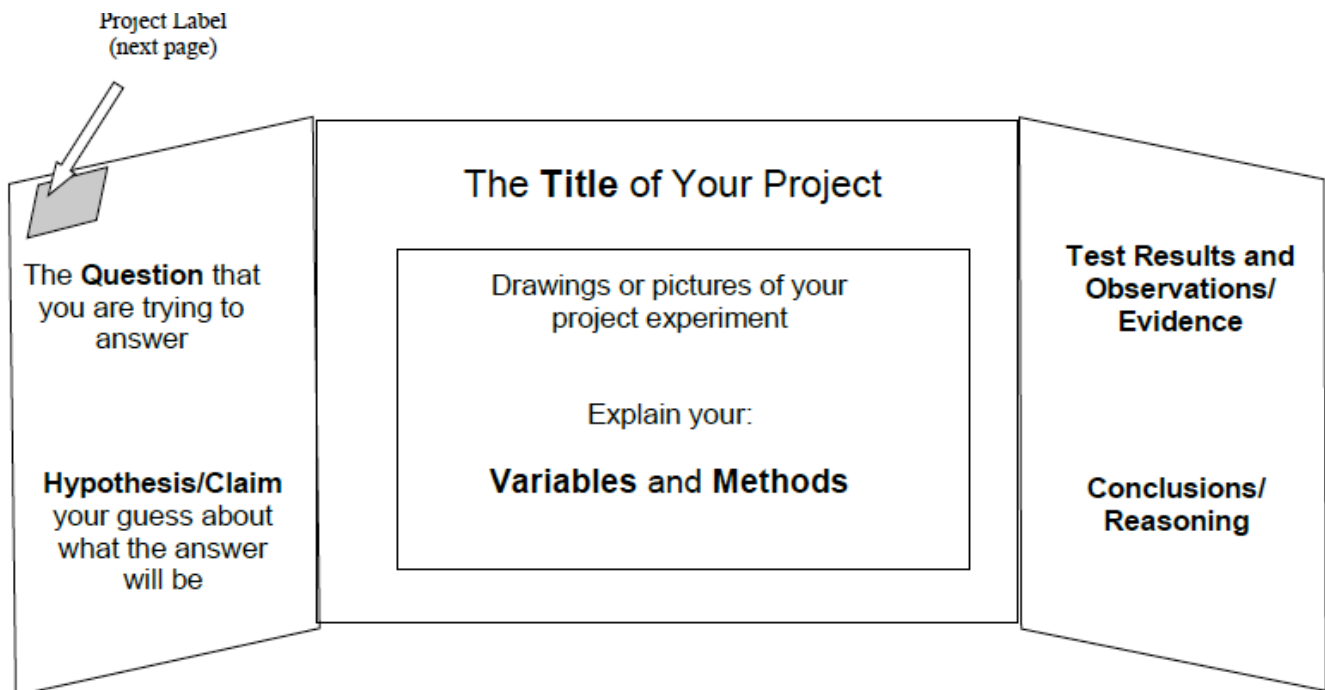 Project Label
(next page)
The Title of Your Project
The Question that
you are trying to
answer
Hypothesis/Claim
your guess about
what the answer
will be
Drawings or pictures of your
project experiment
Explain your:
Variables and Methods
Test Results and
Observations/
Evidence
Conclusions/
Reasoning